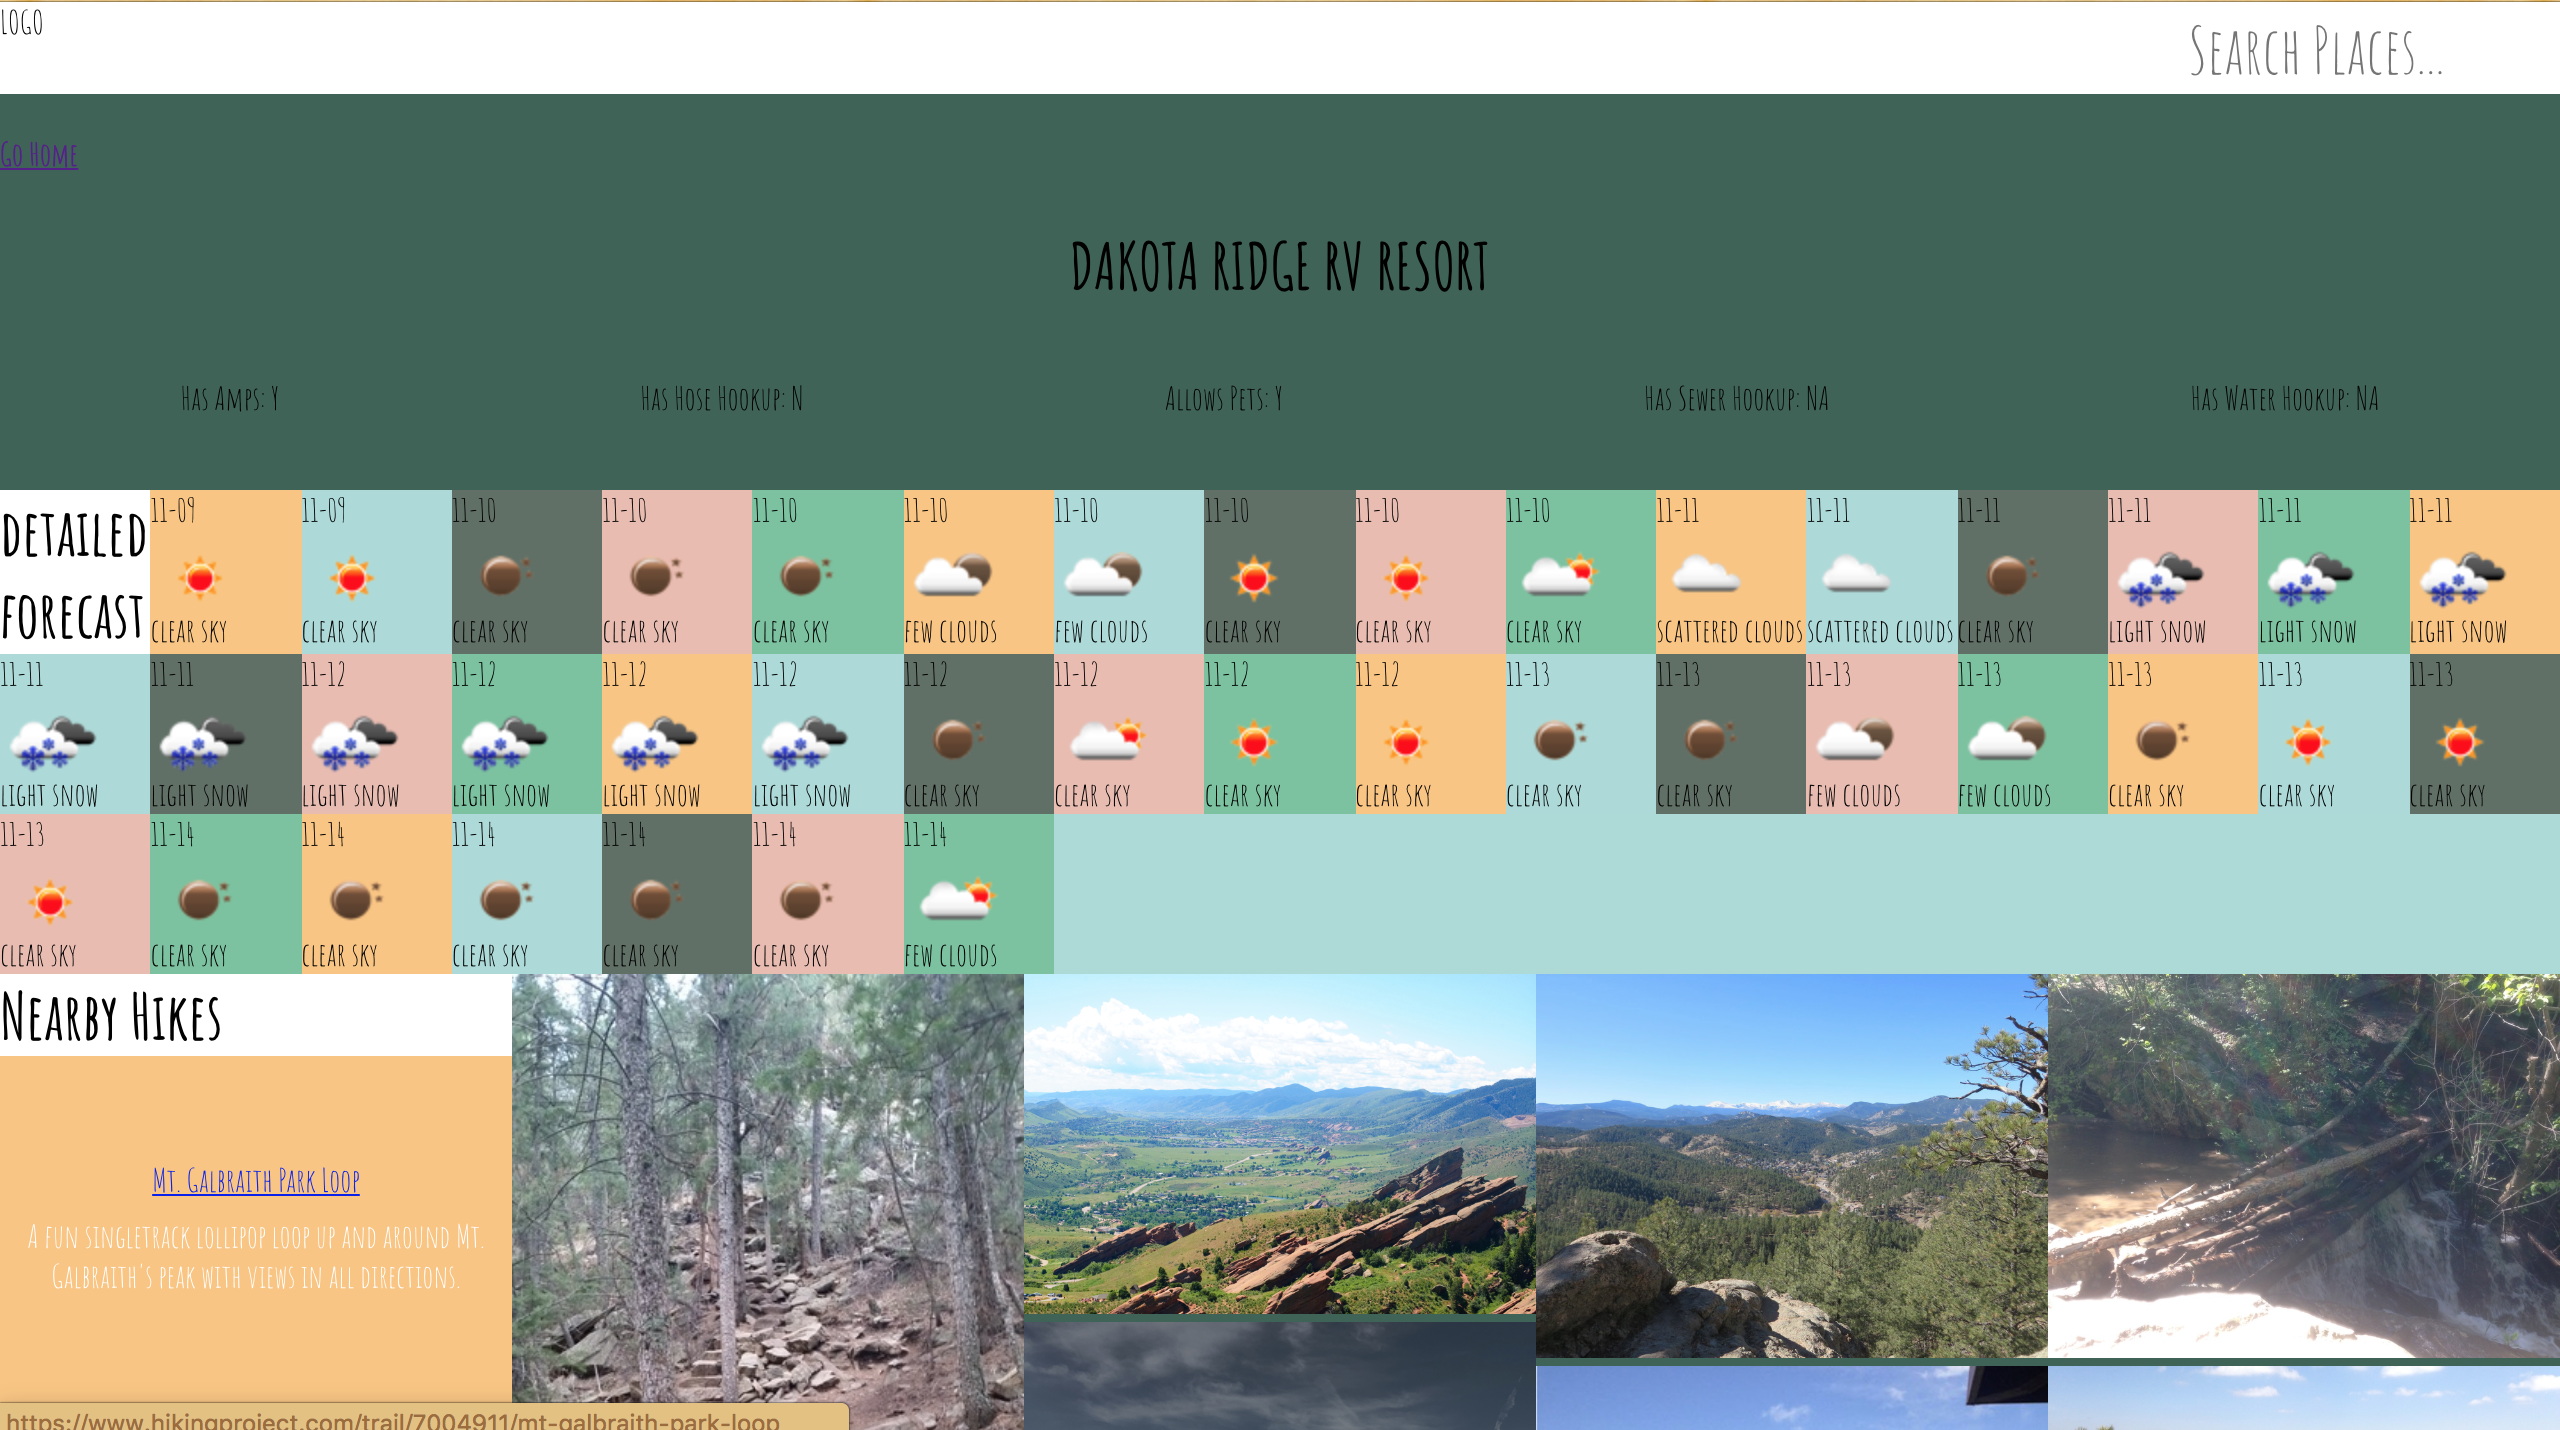 LOGO
Search Places...
Go Home
DAKOTA RIDGE RV RESORT
Has Amps: Y
Has Hose Hookup: N
Allows Pets: Y
Has Sewer Hookup: NA
Has Water Hookup: NA
DETAILED
FORECAST
11-09
CLEAR SKY
11-09
CLEAR SKY
11-10
CLEAR SKY
11-10
CLEAR SKY
11-10
CLEAR SKY
11-10
FEW CLOUDS
11-10
FEW CLOUDS
11-10
CLEAR SKY
11-10
CLEAR SKY
11-10
CLEAR SKY
11-11
SCATTERED CLOUDS
11-11
SCATTERED CLOUDS
11-11
CLEAR SKY
11-11
LIGHT SNOW
11-11
LIGHT SNOW
11-11
LIGHT SNOW
11-11
LIGHT SNOW
11-11
LIGHT SNOW
11-12
LIGHT SNOW
11-12
LIGHT SNOW
11-12
LIGHT SNOW
11-12
LIGHT SNOW
11-12
CLEAR SKY
11-12
CLEAR SKY
11-12
CLEAR SKY
11-12
CLEAR SKY
11-13
CLEAR SKY
11-13
CLEAR SKY
11-13
FEW CLOUDS
11-13
FEW CLOUDS
11-13
CLEAR SKY
11-13
CLEAR SKY
11-13
CLEAR SKY
11-13
CLEAR SKY
11-14
CLEAR SKY
11-14
CLEAR SKY
11-14
CLEAR SKY
11-14
CLEAR SKY
11-14
CLEAR SKY
11-14
FEW CLOUDS
Nearby Hikes
Mt. Galbraith Park Loop
A fun singletrack lollipop loop up and around Mt.
Galbraith's peak with views in all directions.
https://www.hikingproject.com/trail/7004911/mt-galbraith-park-loop